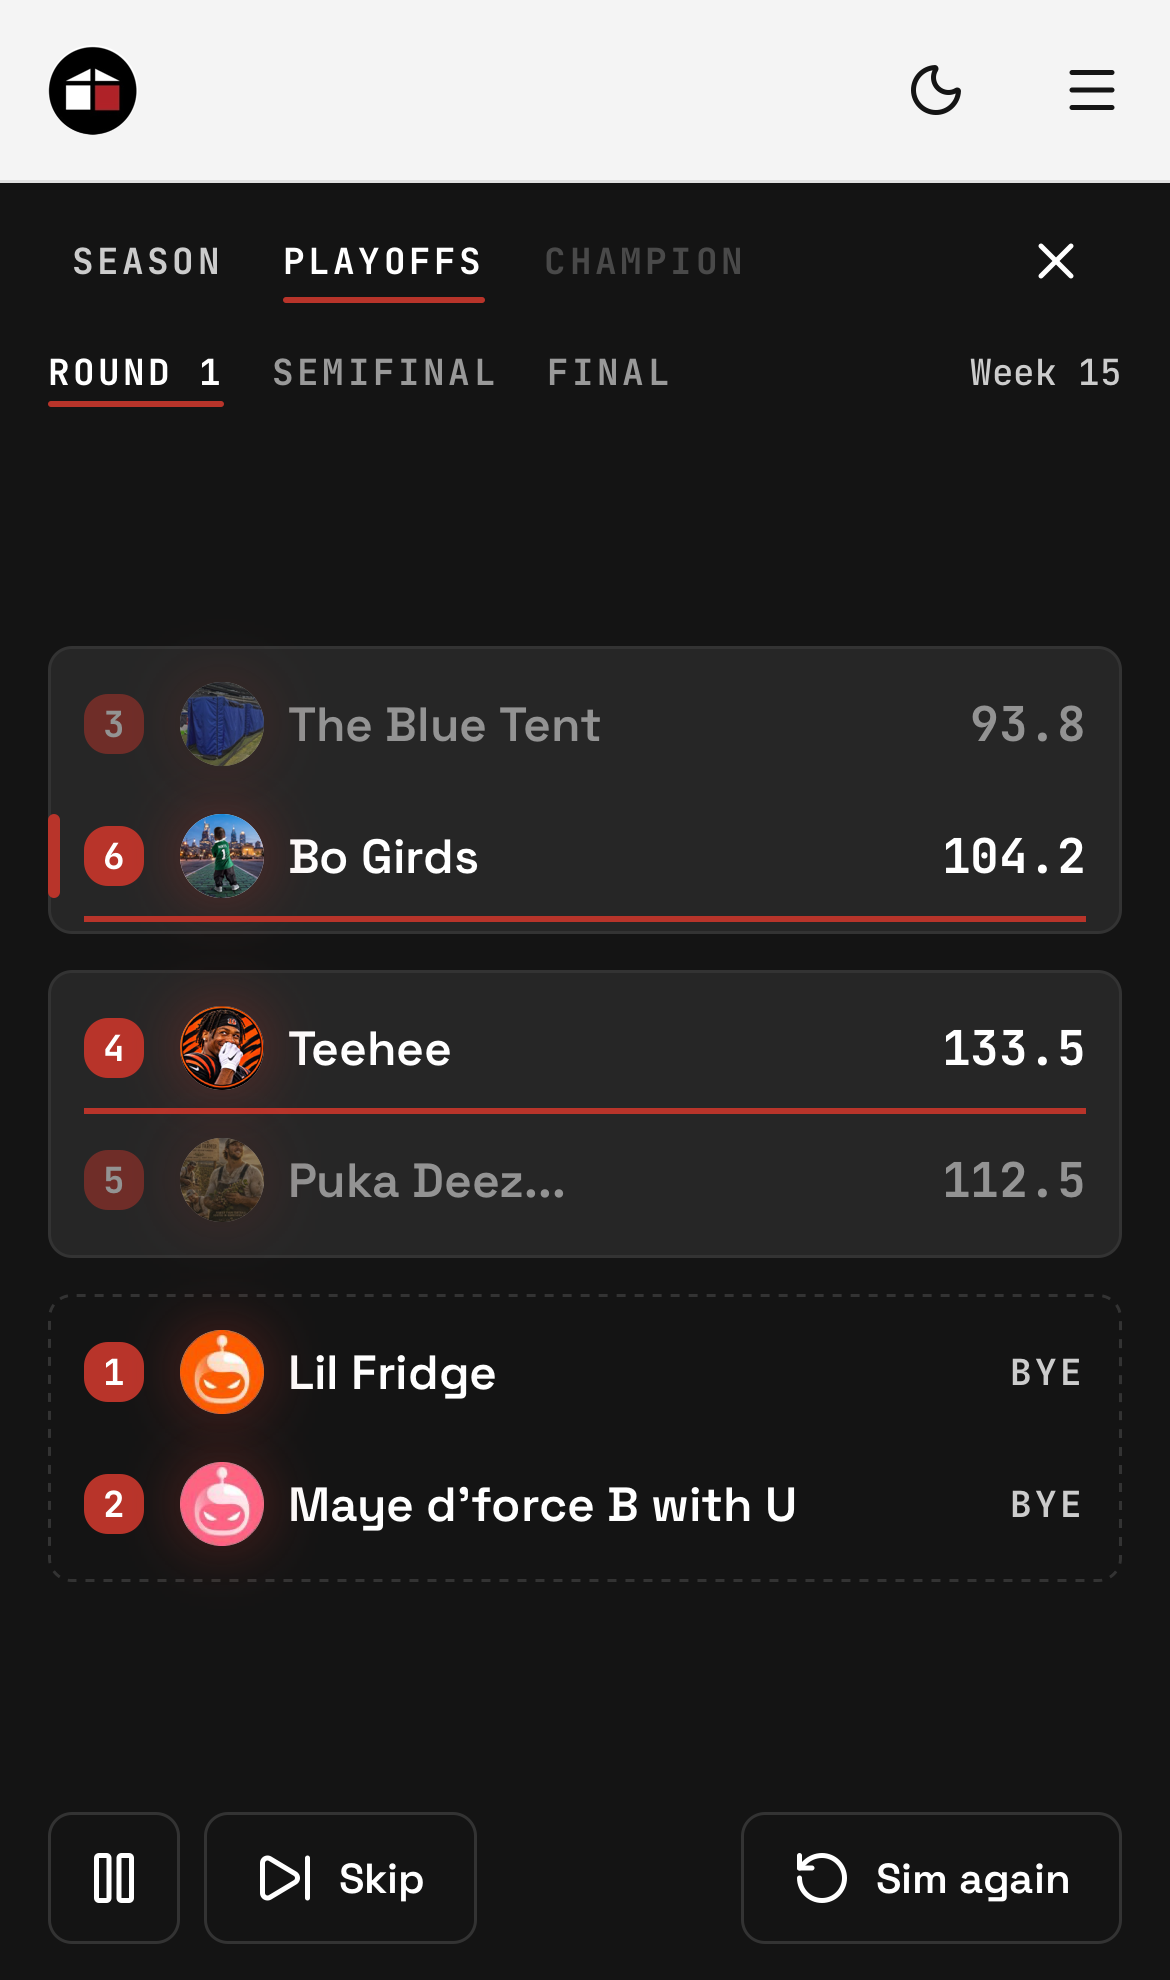 SEASON PLAYOFFS CHAMPION
ROUND 1 SEMIFINAL FINAL Week 15
3 The Blue Tent 93.8
6 Bo Girds 104.2
4 Teehee 133.5
5 Puka Deez... 112.5
1 Lil Fridge BYE
2 Maye d’force B with U BYE
Skip Sim again